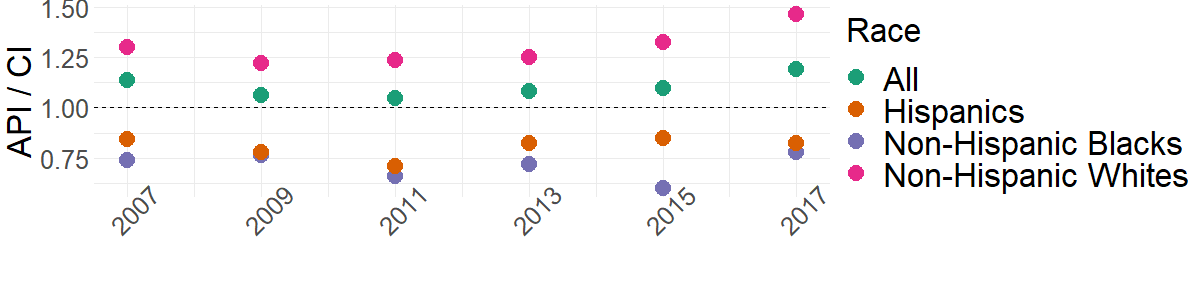 1.50
1.25
1.00
0.75
API / CI
2007
2009
2011
2013
2015
2017
Race
All
Hispanics
Non-Hispanic Blacks
Non-Hispanic Whites